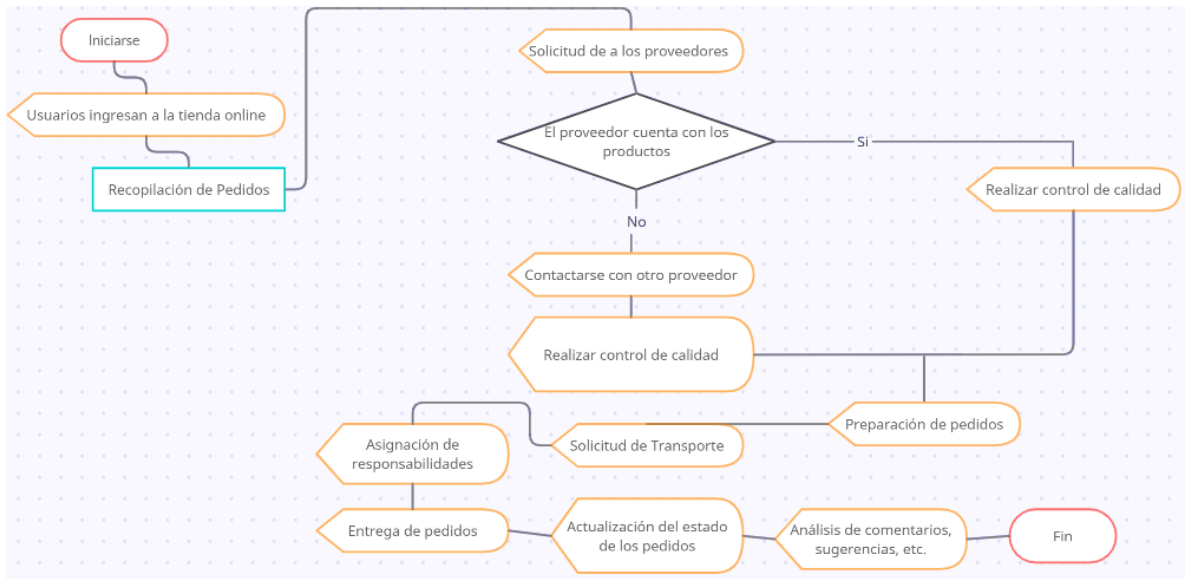 Iniciarse
Usuarios ingresan a la tienda online
Recopilación de Pedidos
Solicitud de a los proveedores
El proveedor cuenta con los
productos
Si
Realizar control de calidad
No
Contactarse con otro proveedor
Realizar control de calidad
Preparación de pedidos
Solicitud de Transporte
Asignación de
responsabilidades
Entrega de pedidos
Actualización del estado
de los pedidos
Análisis de comentarios,
sugerencias, etc.
Fin